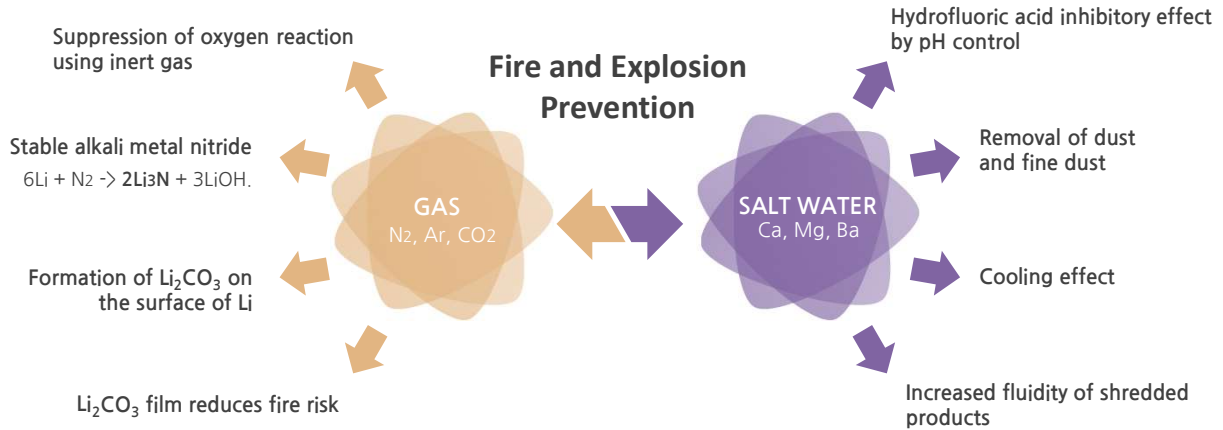 Fire and Explosion
Prevention
Suppression of oxygen reaction
using inert gas
Stable alkali metal nitride
6Li + N2 -> 2Li3N + 3LiOH.
Formation of Li₂CO₃ on
the surface of Li
Li₂CO₃ film reduces fire risk
GAS
N2, Ar, CO2
SALT WATER
Ca, Mg, Ba
Hydrofluoric acid inhibitory effect
by pH control
Removal of dust
and fine dust
Cooling effect
Increased fluidity of shredded
products